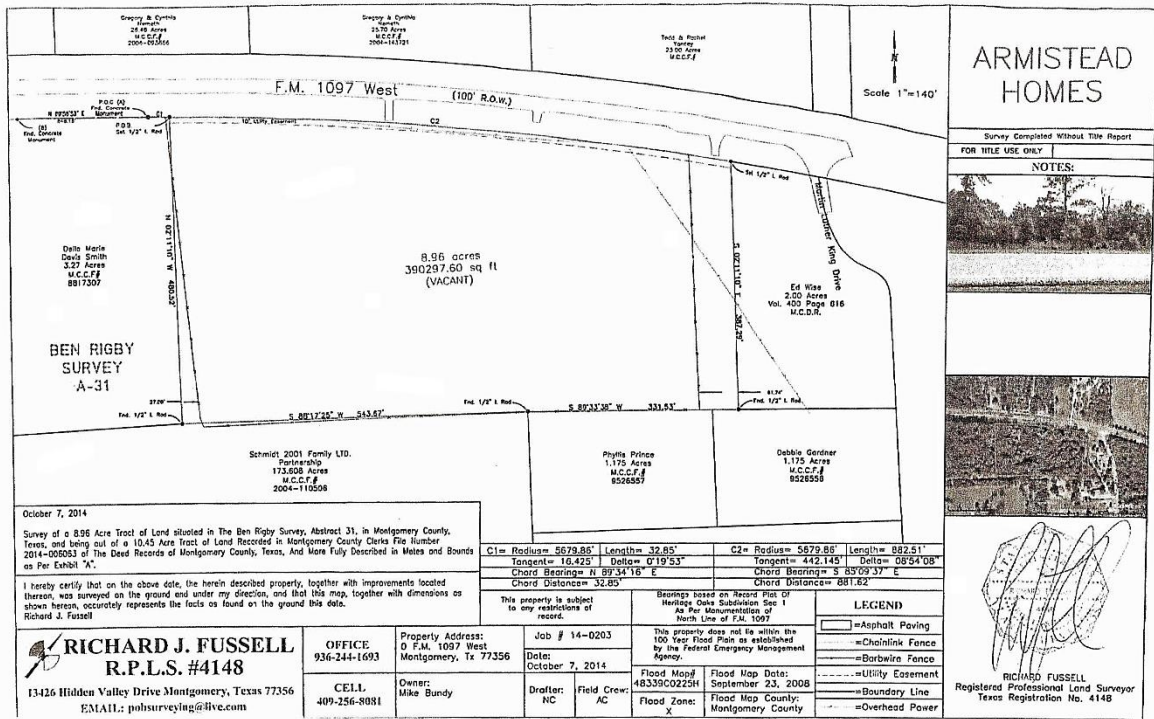 Gregory & Cynthia
Nemeth
M.C.C.F.#
Gregory & Cynthia
Nemeth
25.70 Acres
M.C.C.F.#
Todd & Rachel
Yancey
23.00 Acres
M.C.C.F.#
N
Scale 1"=140'
ARMISTEAD
HOMES
Survey Completed Without Title Report
FOR TITLE USE ONLY
NOTES:
F.M. 1097 West
(100' R.O.W.)
P.O.C (A)
Fnd. Concrete
Monument
C1
(B)
Fnd. Concrete
Monument
P.O.B.
Set 1/2" I. Rod
10' Utility Easement
C2
Set 1/2" I. Rod
Martin Luther King Drive
N 02°11'10" W 400.52'
S 02°11'10" E 387.25'
Della Marie
Davis Smith
3.27 Acres
M.C.C.F#
8817307
8.96 acres
390297.60 sq ft
(VACANT)
Ed Wise
2.00 Acres
Vol. 400 Page 616
M.C.D.R.
BEN RIGBY
SURVEY
A-31
Fnd. 1/2" I. Rod
S 88°17'25" W 543.67'
Fnd. 1/2" I. Rod
S 89°33'38" W 331.53'
61.74'
Fnd. 1/2" I. Rod
Schmidt 2001 Family LTD.
Partnership
173.608 Acres
M.C.C.F.#
2004-110506
Phyllis Prince
1.175 Acres
M.C.C.F.#
9526557
Debbie Gardner
1.175 Acres
M.C.C.F.#
9526558
October 7, 2014
Survey of a 8.96 Acre Tract of Land situated in The Ben Rigby Survey, Abstract 31, in Montgomery County,
Texas, and being out of a 10.45 Acre Tract of Land Recorded in Montgomery County Clerks File Number
2014-006063 of The Deed Records of Montgomery County, Texas, And More Fully Described in Metes and Bounds
as Per Exhibit "A".
I hereby certify that on the above date, the herein described property, together with improvements located
thereon, was surveyed on the ground and under my direction, and that this map, together with dimensions as
shown hereon, accurately represents the facts as found on the ground this date.
Richard J. Fussell
C1= Radius= 5679.86' Length= 32.85'
Tangent= 16.425' Delta= 0°19'53"
Chord Bearing= N 89°34'16" E
Chord Distance= 32.85'
C2= Radius= 5679.86' Length= 882.51'
Tangent= 442.145' Delta= 08°54'08"
Chord Bearing= S 85°09'37" E
Chord Distance= 881.62'
This property is subject
to any restrictions of
record.
Bearings based on Record Plat Of
Heritage Oaks Subdivision Sec 1
As Per Monumentation of
North Line of F.M. 1097
LEGEND
=Asphalt Paving
=Chainlink Fence
=Barbwire Fence
=Utility Easement
=Boundary Line
=Overhead Power
RICHARD J. FUSSELL
R.P.L.S. #4148
13426 Hidden Valley Drive Montgomery, Texas 77356
EMAIL: pohsurveying@live.com
OFFICE
936-244-1693
CELL
409-256-8081
Property Address:
0 F.M. 1097 West
Montgomery, Tx 77356
Owner:
Mike Bundy
Job # 14-0203
Date:
October 7, 2014
Drafter:
NC
Field Crew:
AC
This property does not lie within the
100 Year Flood Plain as established
by the Federal Emergency Management
Agency.
Flood Map#
48339C0225H
Flood Map Date:
September 23, 2008
Flood Zone:
X
Flood Map County:
Montgomery County
RICHARD FUSSELL
Registered Professional Land Surveyor
Texas Registration No. 4148